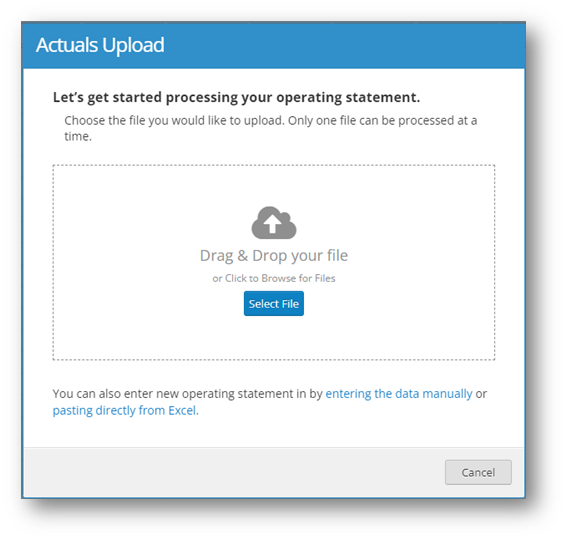 Actuals Upload
Let's get started processing your operating statement.
Choose the file you would like to upload. Only one file can be processed at a
time.
Drag & Drop your file
or Click to Browse for Files
Select File
You can also enter new operating statement in by entering the data manually or
pasting directly from Excel.
Cancel